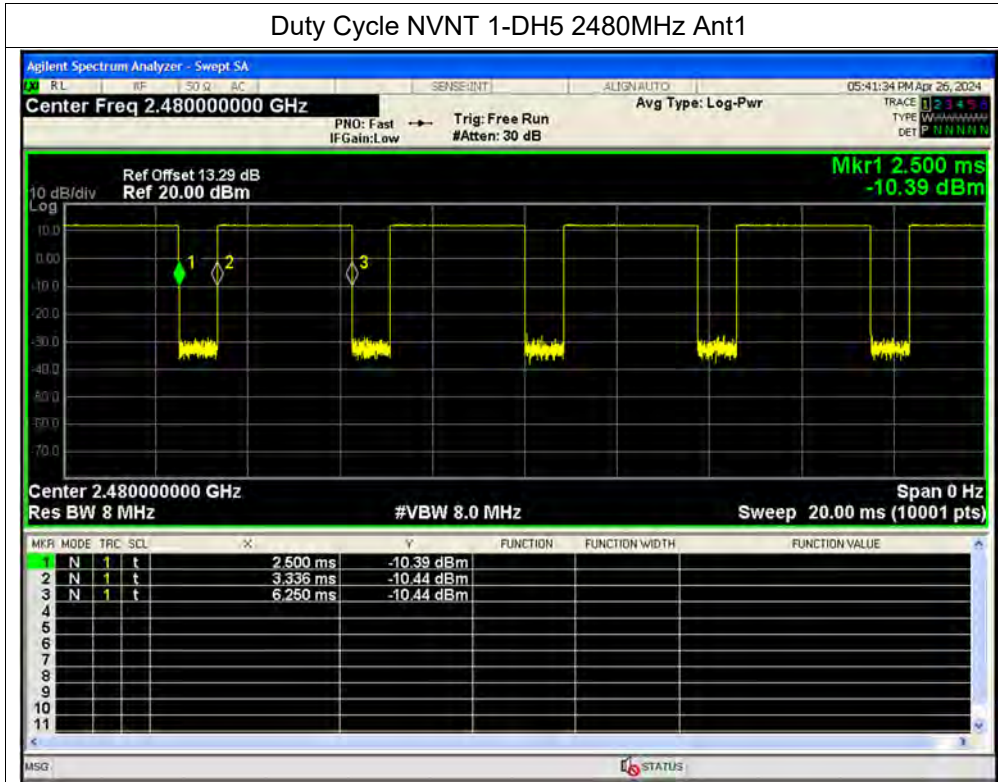 Duty Cycle NVNT 1-DH5 2480MHz Ant1
Agilent Spectrum Analyzer - Swept SA
RL RF 50 Ω AC SENSE:INT ALIGN AUTO 05:41:34 PM Apr 26, 2024
Center Freq 2.480000000 GHz Avg Type: Log-Pwr TRACE 1 2 3 4 5 6
PNO: Fast Trig: Free Run TYPE W
IFGain:Low #Atten: 30 dB DET P N N N N N
Mkr1 2.500 ms
Ref Offset 13.29 dB
10 dB/div Ref 20.00 dBm -10.39 dBm
Log
10.0
0.00
1 2 3
-10.0
-20.0
-30.0
-40.0
-50.0
-60.0
-70.0
Center 2.480000000 GHz Span 0 Hz
Res BW 8 MHz #VBW 8.0 MHz Sweep 20.00 ms (10001 pts)
MKR MODE TRC SCL X Y FUNCTION FUNCTION WIDTH FUNCTION VALUE
1 N 1 t 2.500 ms -10.39 dBm
2 N 1 t 3.336 ms -10.44 dBm
3 N 1 t 6.250 ms -10.44 dBm
4
5
6
7
8
9
10
11
MSG STATUS